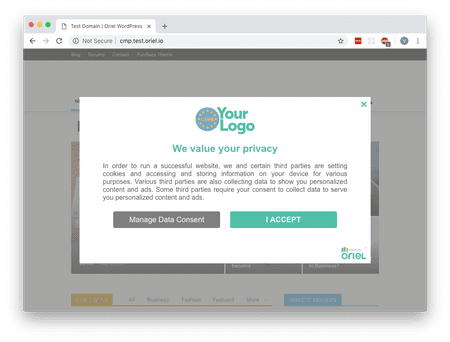 Test Domain | Oriel WordPress
Not Secure | cmp.test.oriel.io
Blog Forums Contact Purchase Theme
Your
Logo
We value your privacy
In order to run a successful website, we and certain third parties are setting
cookies and accessing and storing information on your device for various
purposes. Various third parties are also collecting data to show you personalized
content and ads. Some third parties require your consent to collect data to serve
you personalized content and ads.
Manage Data Consent
I ACCEPT
ORIEL
become
to Business?
All Business Fashion Featured More